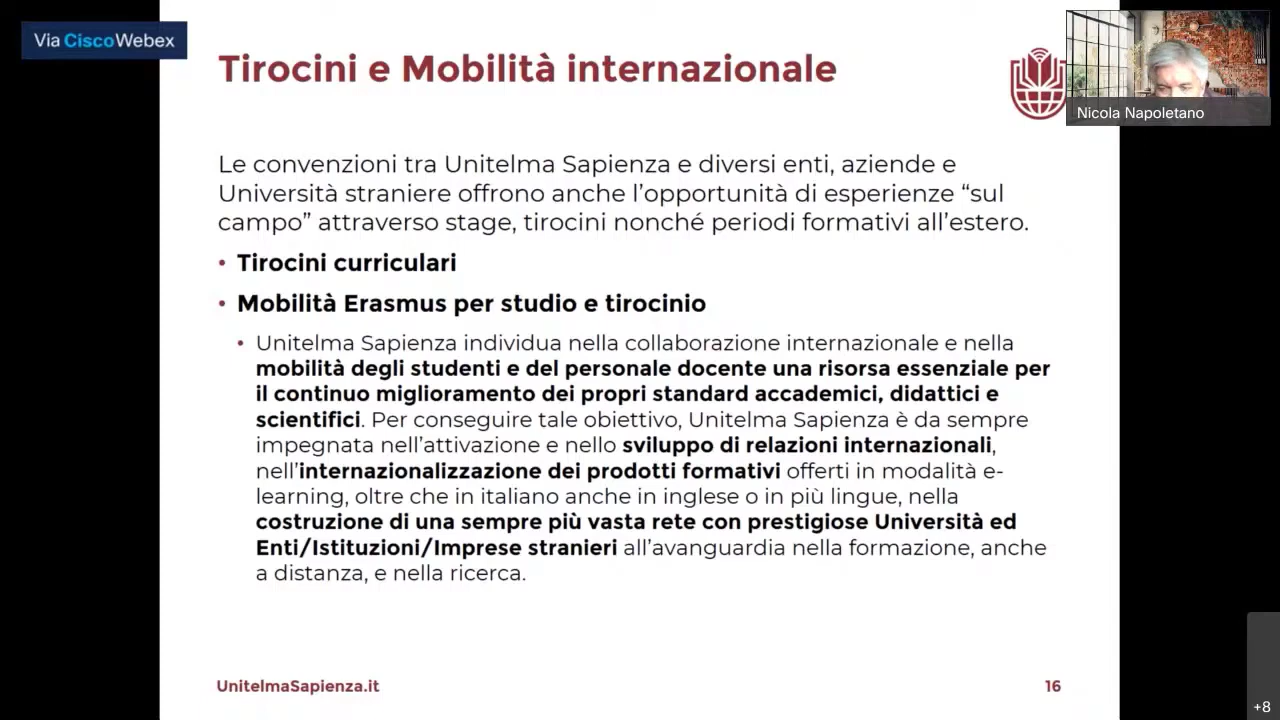 Via Cisco Webex
Tirocini e Mobilità internazionale
Nicola Napoletano
Le convenzioni tra Unitelma Sapienza e diversi enti, aziende e
Università straniere offrono anche l’opportunità di esperienze “sul
campo” attraverso stage, tirocini nonché periodi formativi all’estero.
• Tirocini curriculari
• Mobilità Erasmus per studio e tirocinio
• Unitelma Sapienza individua nella collaborazione internazionale e nella
mobilità degli studenti e del personale docente una risorsa essenziale per
il continuo miglioramento dei propri standard accademici, didattici e
scientifici. Per conseguire tale obiettivo, Unitelma Sapienza è da sempre
impegnata nell’attivazione e nello sviluppo di relazioni internazionali,
nell’internazionalizzazione dei prodotti formativi offerti in modalità e-
learning, oltre che in italiano anche in inglese o in più lingue, nella
costruzione di una sempre più vasta rete con prestigiose Università ed
Enti/Istituzioni/Imprese stranieri all’avanguardia nella formazione, anche
a distanza, e nella ricerca.
UnitelmaSapienza.it
16
+8